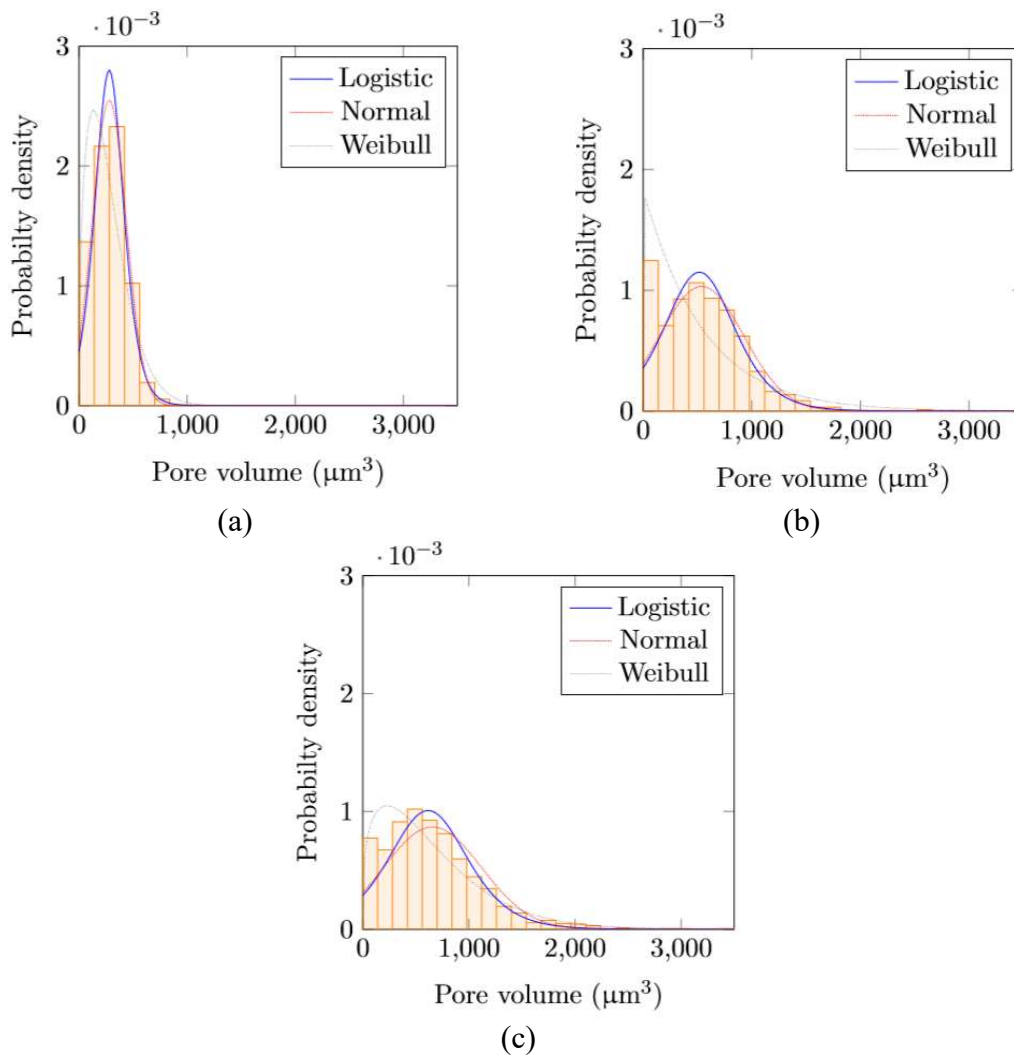 · 10⁻³
3
2
1
0
0
1,000
2,000
3,000
Probabilty density
Pore volume (µm³)
Logistic
Normal
Weibull
(a)
· 10⁻³
3
2
1
0
0
1,000
2,000
3,000
Probabilty density
Pore volume (µm³)
Logistic
Normal
Weibull
(b)
· 10⁻³
3
2
1
0
0
1,000
2,000
3,000
Probabilty density
Pore volume (µm³)
Logistic
Normal
Weibull
(c)